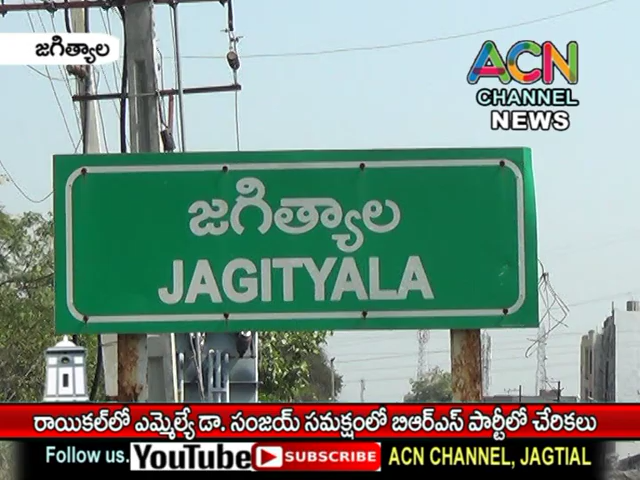 జగిత్యాల
ACN
CHANNEL
NEWS
జగిత్యాల
JAGITYALA
రాయికల్‌లో ఎమ్మెల్యే డా. సంజయ్ సమక్షంలో బిఆర్ఎస్ పార్టీలో చేరికలు
Follow us. YouTube SUBSCRIBE ACN CHANNEL, JAGTIAL